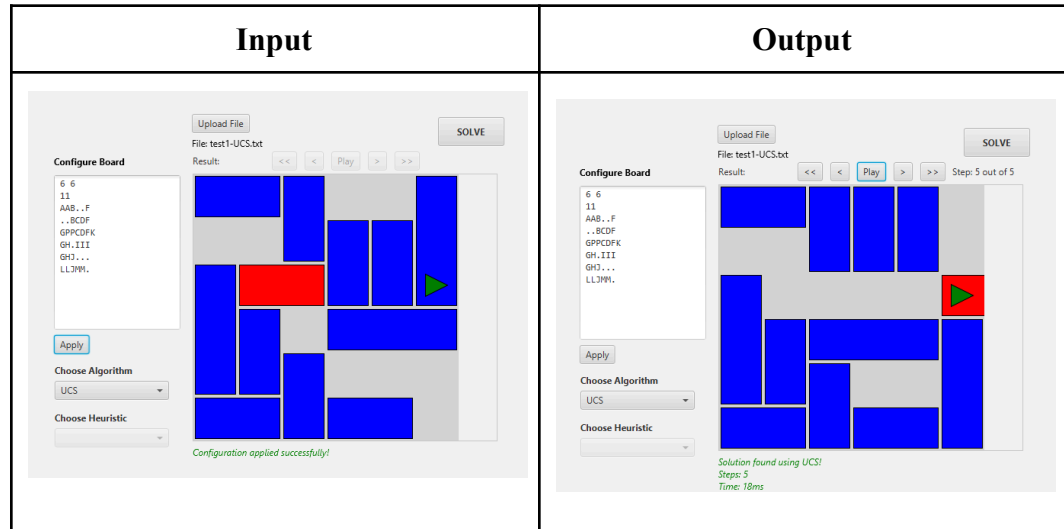 Input
Output
Upload File
SOLVE
File: test1-UCS.txt
Configure Board
Result:
<<
<
Play
>
>>
6 6
11
AAB..F
..BCDF
GPPCDFK
GH.III
GHJ...
LLJMM.
Apply
Choose Algorithm
UCS
Choose Heuristic
Configuration applied successfully!
Upload File
SOLVE
File: test1-UCS.txt
Configure Board
Result:
<<
<
Play
>
>>
Step: 5 out of 5
6 6
11
AAB..F
..BCDF
GPPCDFK
GH.III
GHJ...
LLJMM.
Apply
Choose Algorithm
UCS
Choose Heuristic
Solution found using UCS!
Steps: 5
Time: 18ms